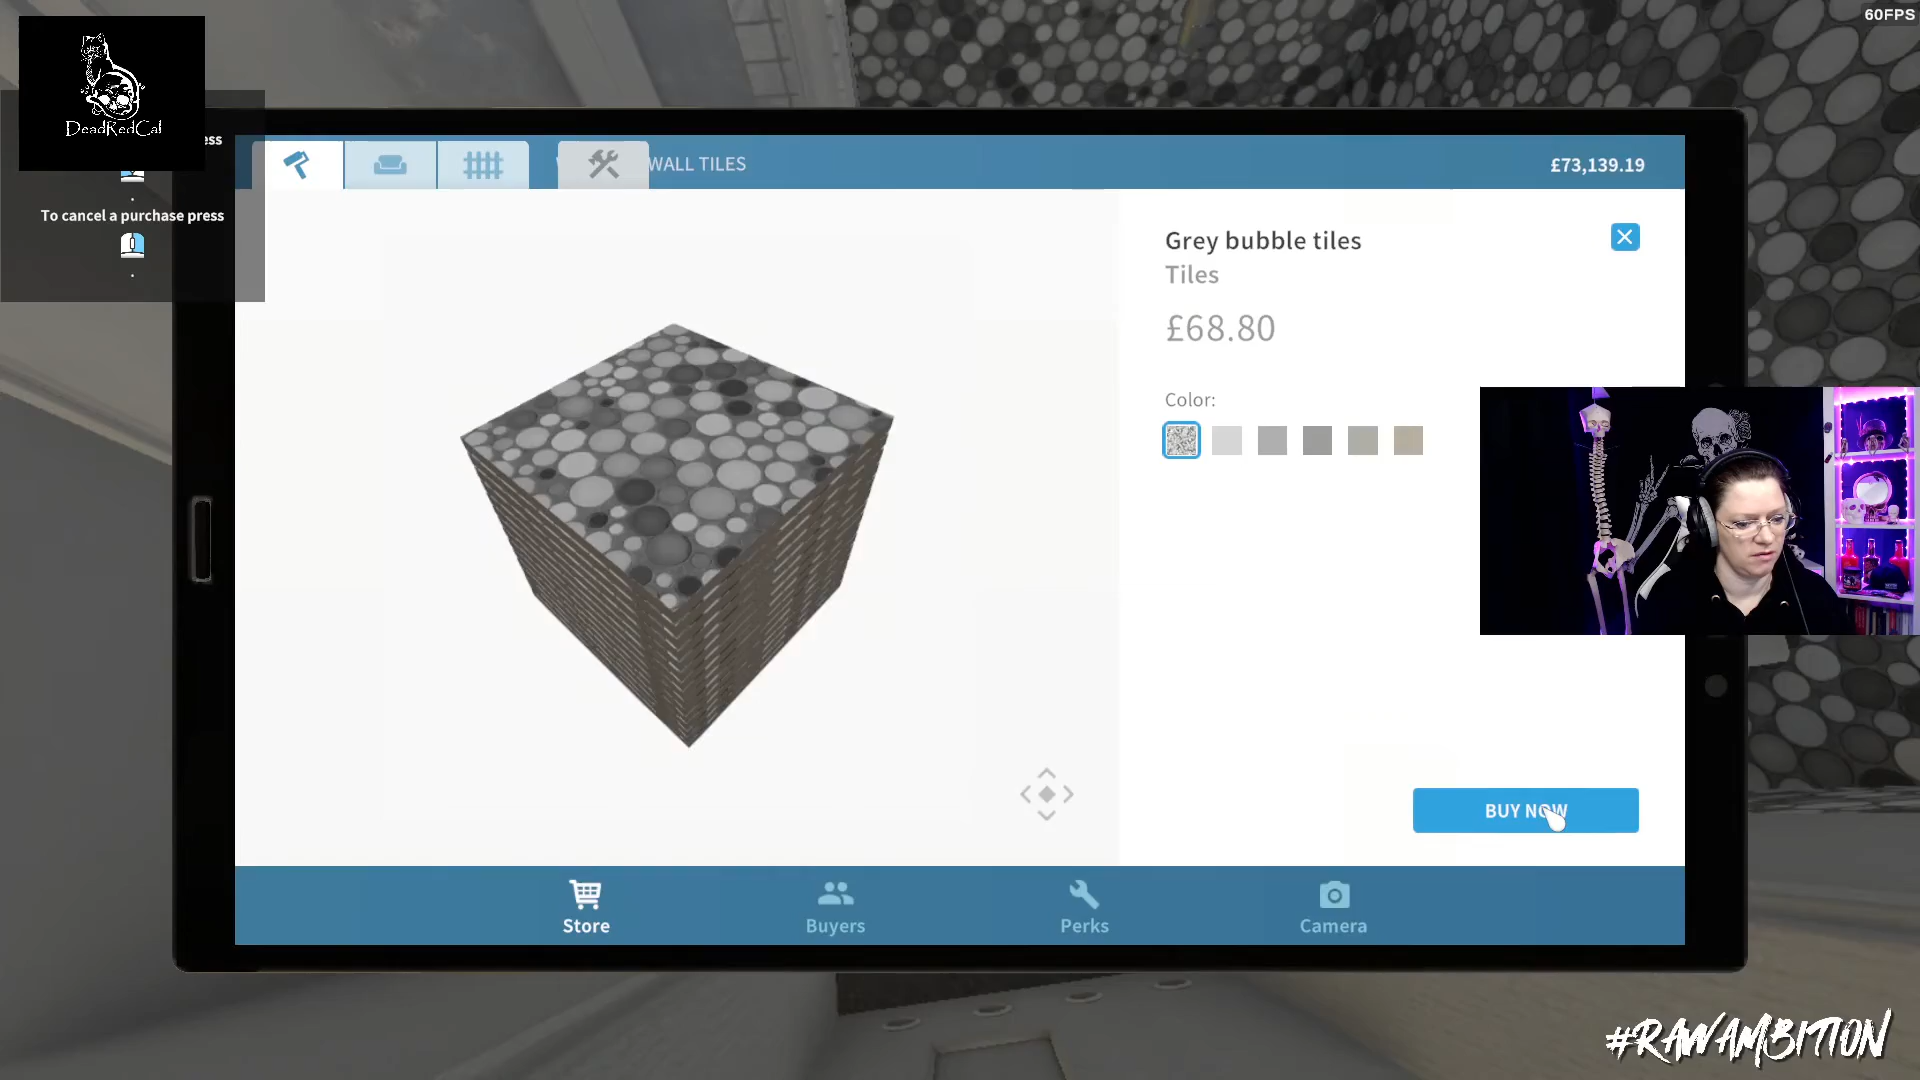 60FPS
DeadRedCal
ess
To cancel a purchase press
WALL TILES
£73,139.19
Grey bubble tiles
Tiles
£68.80
Color:
BUY NOW
Store
Buyers
Perks
Camera
#RAWAMBITION